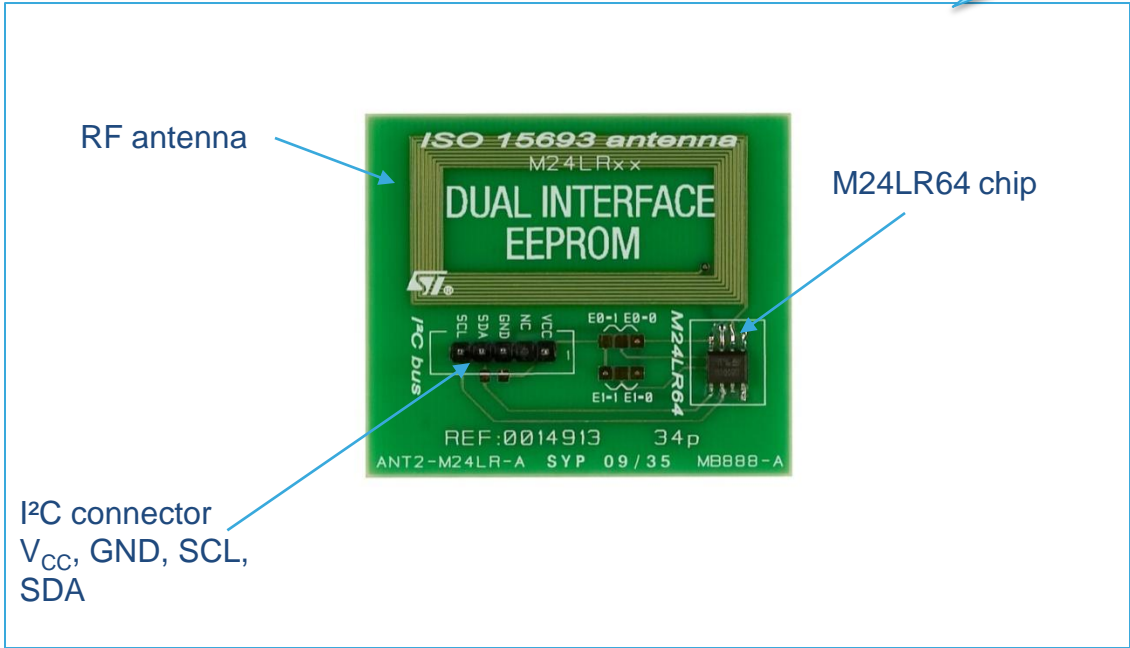 RF antenna
ISO 15693 antenna
M24LRxx
M24LR64 chip
DUAL INTERFACE
EEPROM
ST®
I²C bus
SCL
SDA
GND
NC
VCC
1
E0-1 E0-0
E1-1 E1-0
M24LR64
REF:0014913 34p
ANT2-M24LR-A SYP 09/35 MB888-A
I²C connector
VCC, GND, SCL,
SDA